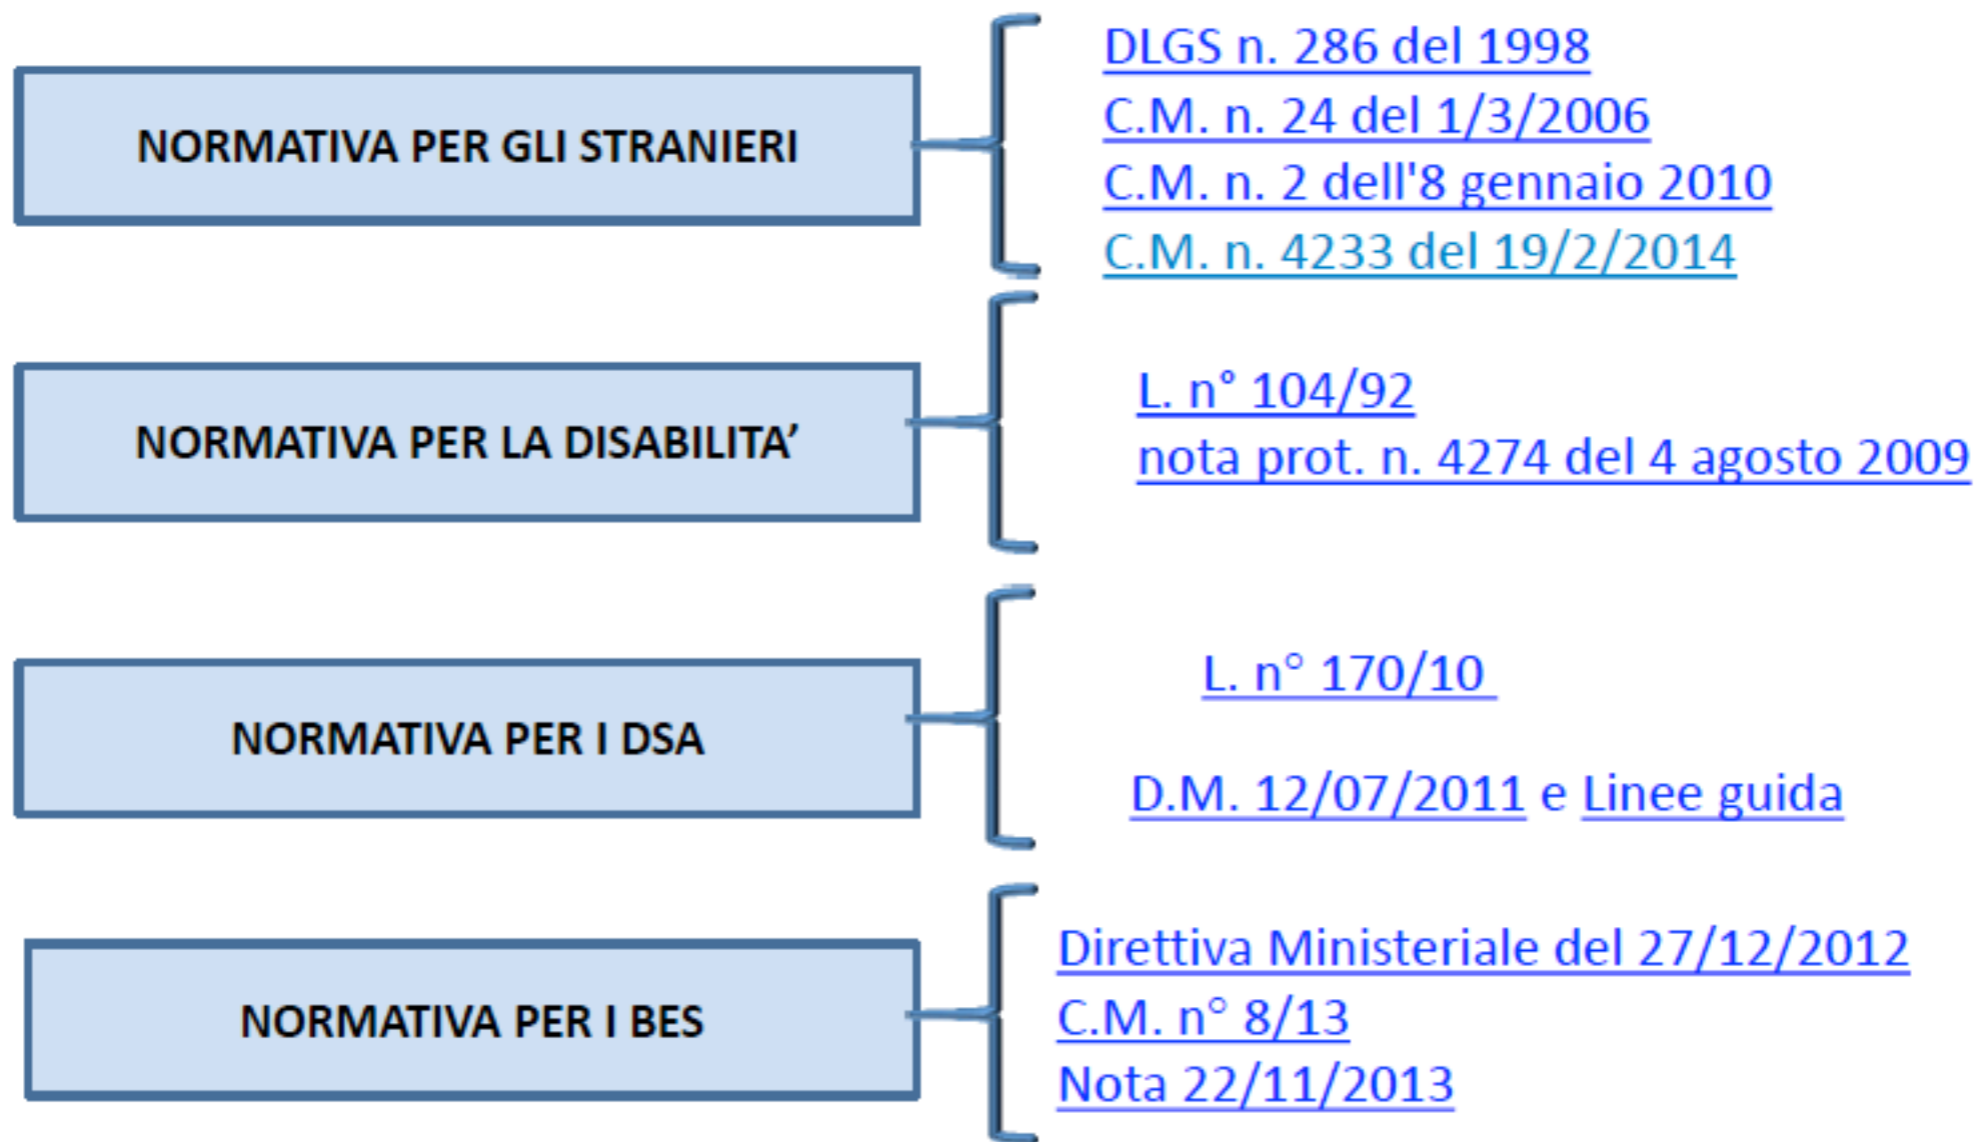 NORMATIVA PER GLI STRANIERI
DLGS n. 286 del 1998
C.M. n. 24 del 1/3/2006
C.M. n. 2 dell'8 gennaio 2010
C.M. n. 4233 del 19/2/2014
NORMATIVA PER LA DISABILITA’
L. n° 104/92
nota prot. n. 4274 del 4 agosto 2009
NORMATIVA PER I DSA
L. n° 170/10
D.M. 12/07/2011 e Linee guida
NORMATIVA PER I BES
Direttiva Ministeriale del 27/12/2012
C.M. n° 8/13
Nota 22/11/2013